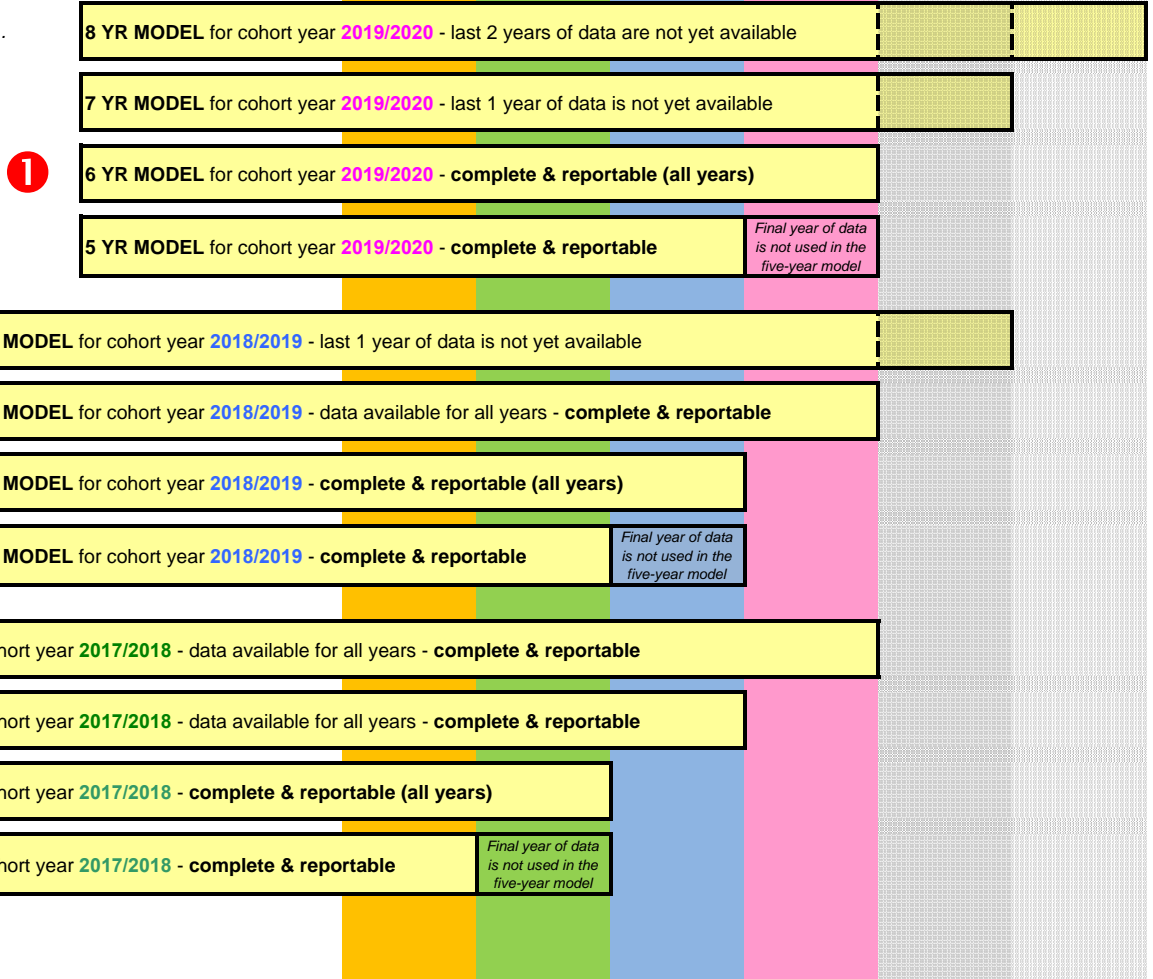 .
8 YR MODEL for cohort year 2019/2020 - last 2 years of data are not yet available
7 YR MODEL for cohort year 2019/2020 - last 1 year of data is not yet available
1
6 YR MODEL for cohort year 2019/2020 - complete & reportable (all years)
5 YR MODEL for cohort year 2019/2020 - complete & reportable
Final year of data
is not used in the
five-year model
MODEL for cohort year 2018/2019 - last 1 year of data is not yet available
MODEL for cohort year 2018/2019 - data available for all years - complete & reportable
MODEL for cohort year 2018/2019 - complete & reportable (all years)
MODEL for cohort year 2018/2019 - complete & reportable
Final year of data
is not used in the
five-year model
hort year 2017/2018 - data available for all years - complete & reportable
hort year 2017/2018 - data available for all years - complete & reportable
hort year 2017/2018 - complete & reportable (all years)
hort year 2017/2018 - complete & reportable
Final year of data
is not used in the
five-year model